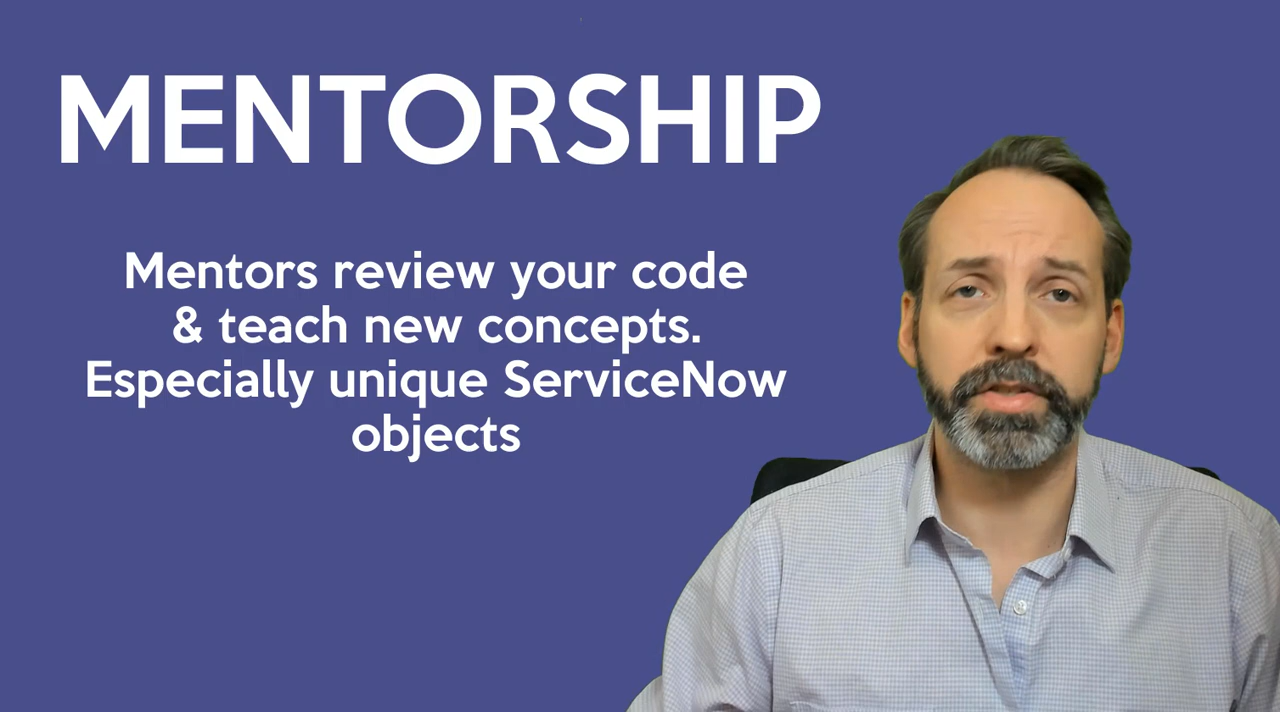 MENTORSHIP
Mentors review your code
& teach new concepts.
Especially unique ServiceNow
objects